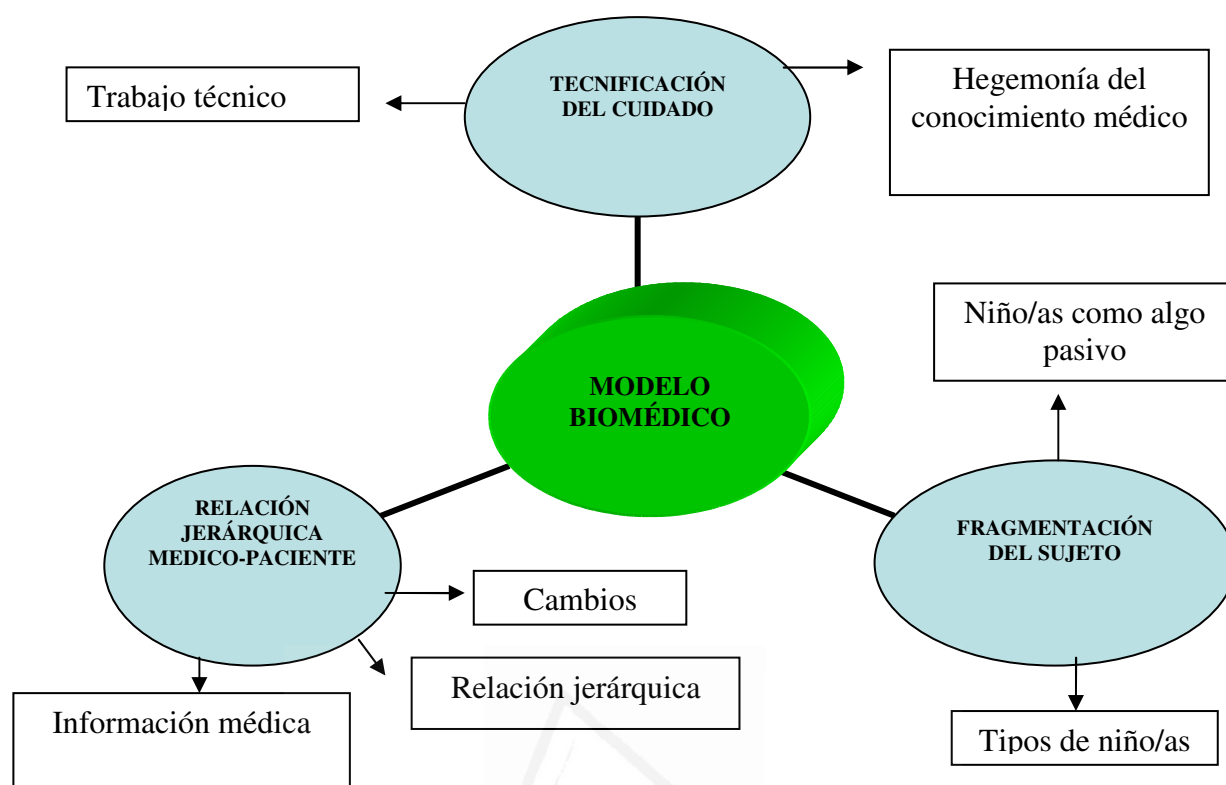 TECNIFICACIÓN
DEL CUIDADO
Trabajo técnico
Hegemonía del
conocimiento médico
Niño/as como algo
pasivo
MODELO
BIOMÉDICO
RELACIÓN
JERÁRQUICA
MEDICO-PACIENTE
FRAGMENTACIÓN
DEL SUJETO
Cambios
Relación jerárquica
Información médica
Tipos de niño/as